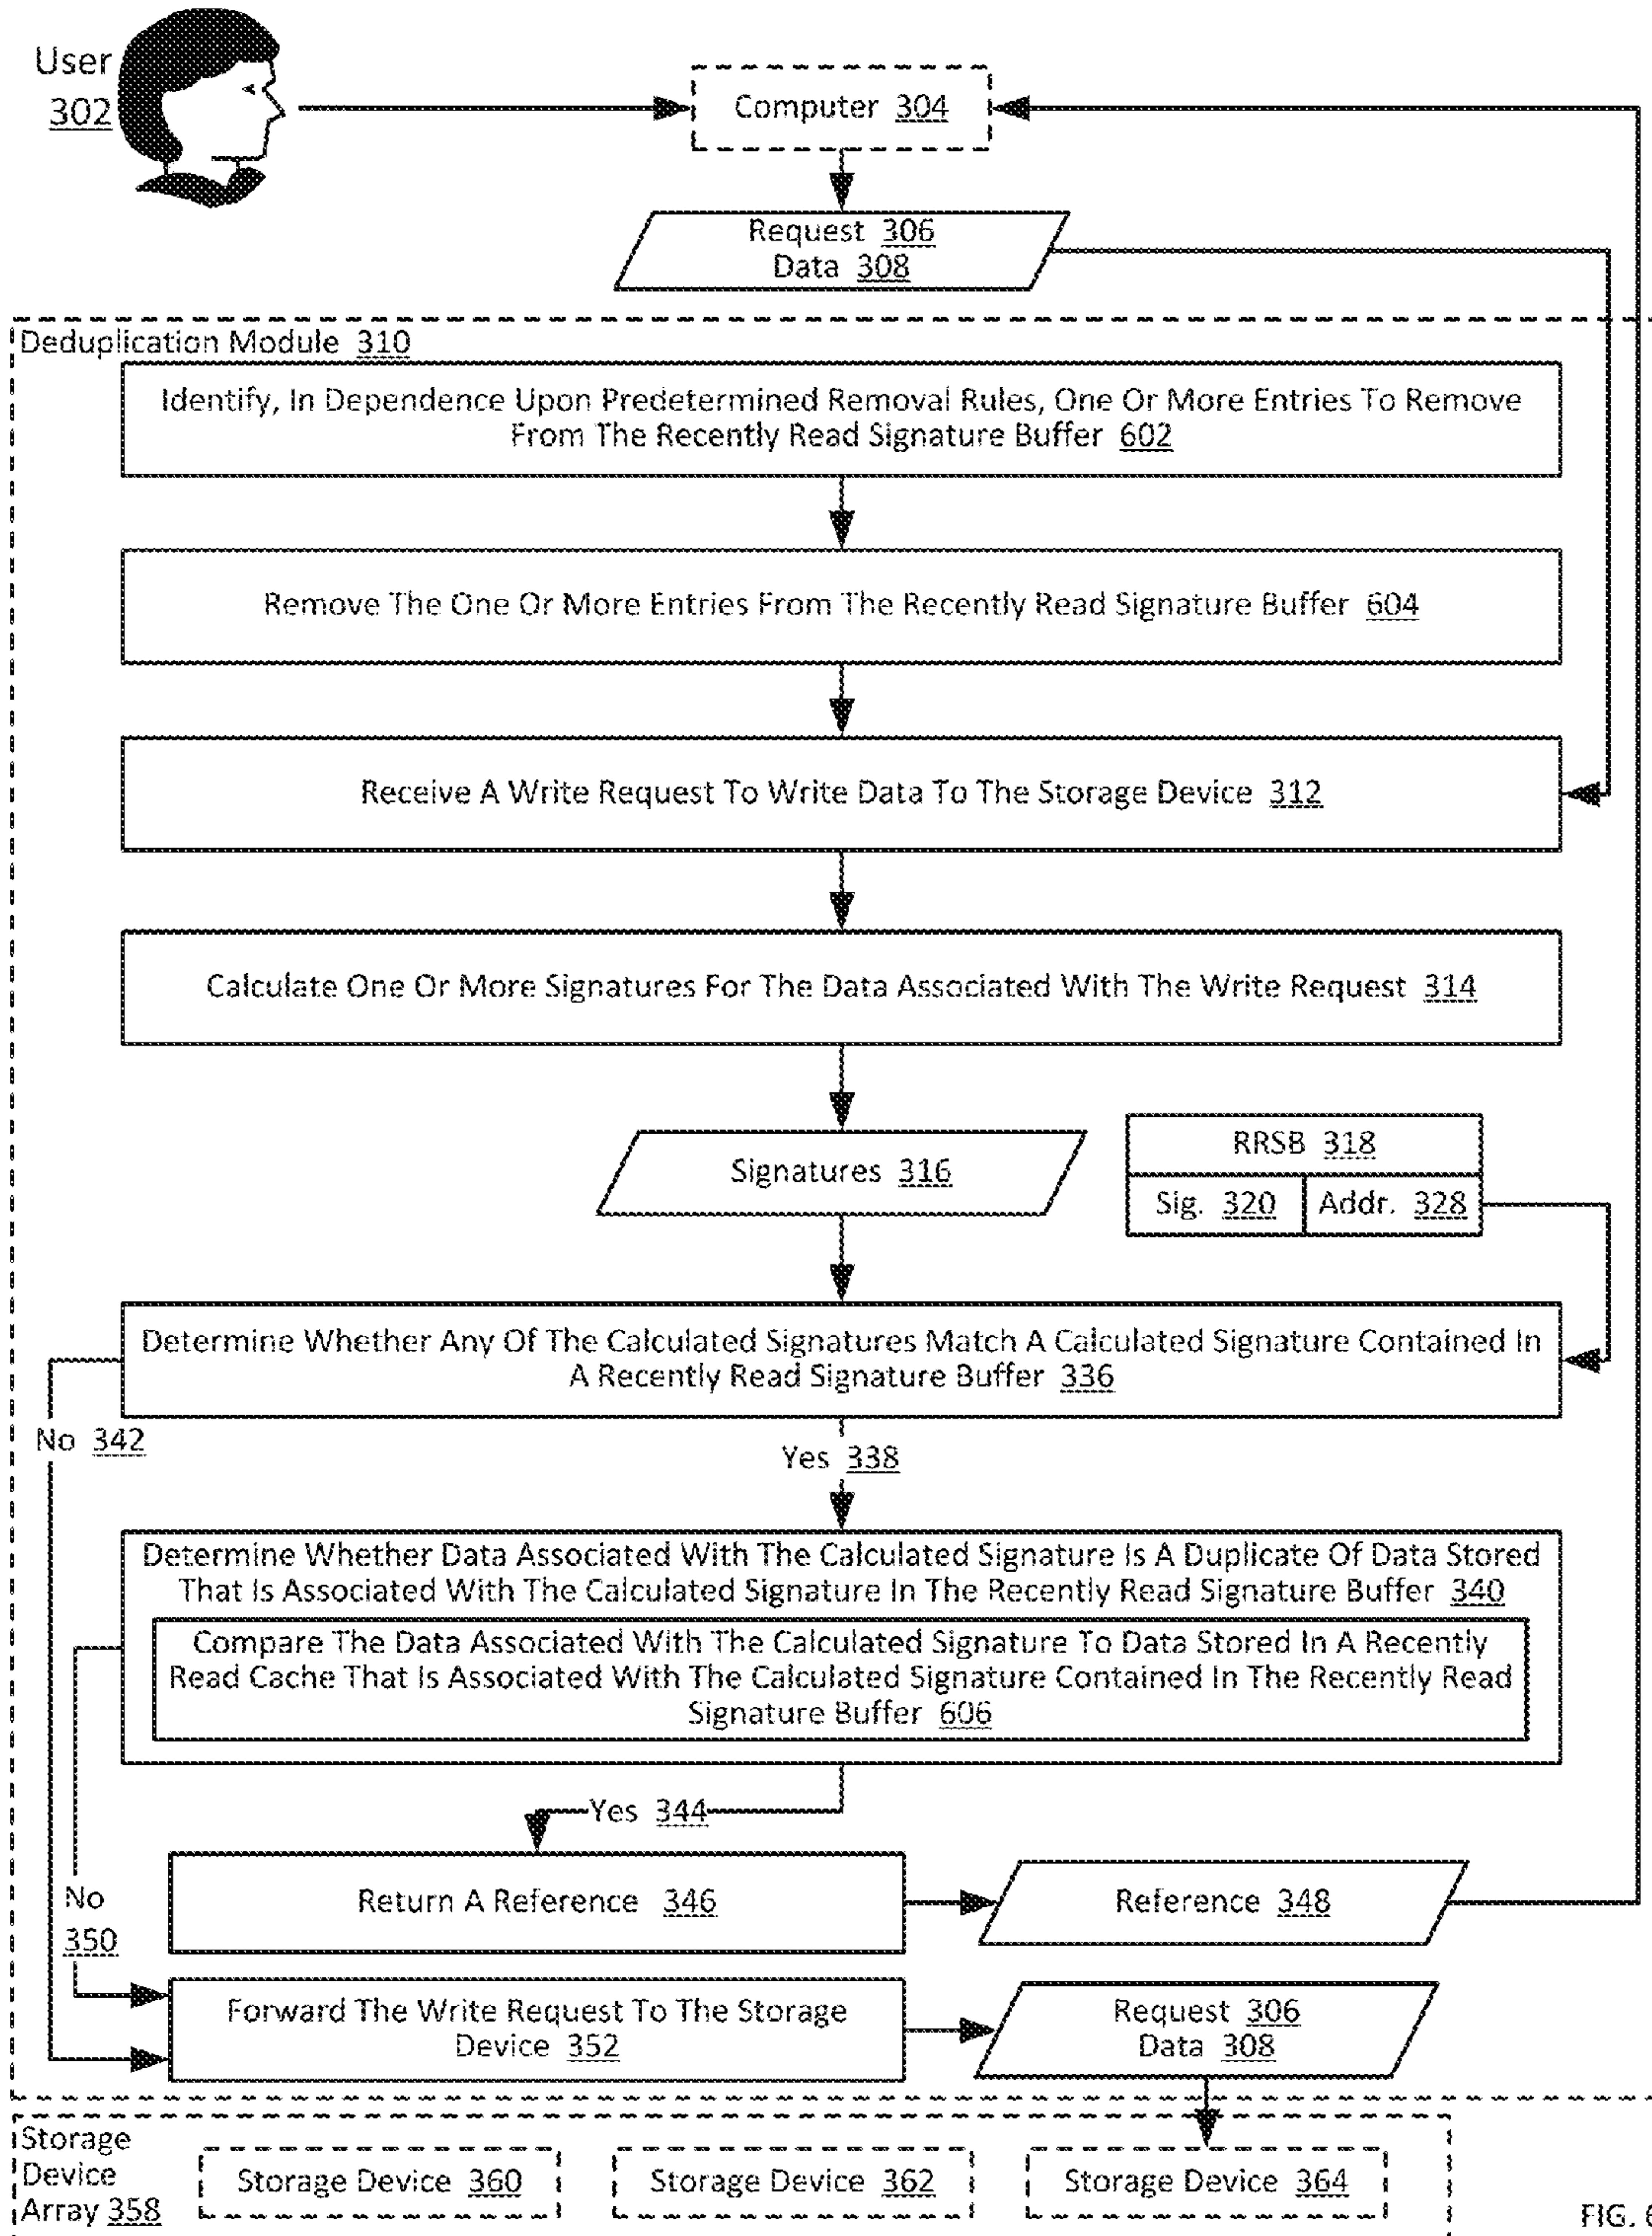 User
302
Computer 304
Request 306
Data 308
Deduplication Module 310
Identify, In Dependence Upon Predetermined Removal Rules, One Or More Entries To Remove
From The Recently Read Signature Buffer 602
Remove The One Or More Entries From The Recently Read Signature Buffer 604
Receive A Write Request To Write Data To The Storage Device 312
Calculate One Or More Signatures For The Data Associated With The Write Request 314
Signatures 316
RRSB 318
Sig. 320
Addr. 328
Determine Whether Any Of The Calculated Signatures Match A Calculated Signature Contained In
A Recently Read Signature Buffer 336
No 342
Yes 338
Determine Whether Data Associated With The Calculated Signature Is A Duplicate Of Data Stored
That Is Associated With The Calculated Signature In The Recently Read Signature Buffer 340
Compare The Data Associated With The Calculated Signature To Data Stored In A Recently
Read Cache That Is Associated With The Calculated Signature Contained In The Recently Read
Signature Buffer 606
Yes 344
No
350
Return A Reference 346
Reference 348
Forward The Write Request To The Storage
Device 352
Request 306
Data 308
Storage
Device
Array 358
Storage Device 360
Storage Device 362
Storage Device 364
FIG. 6